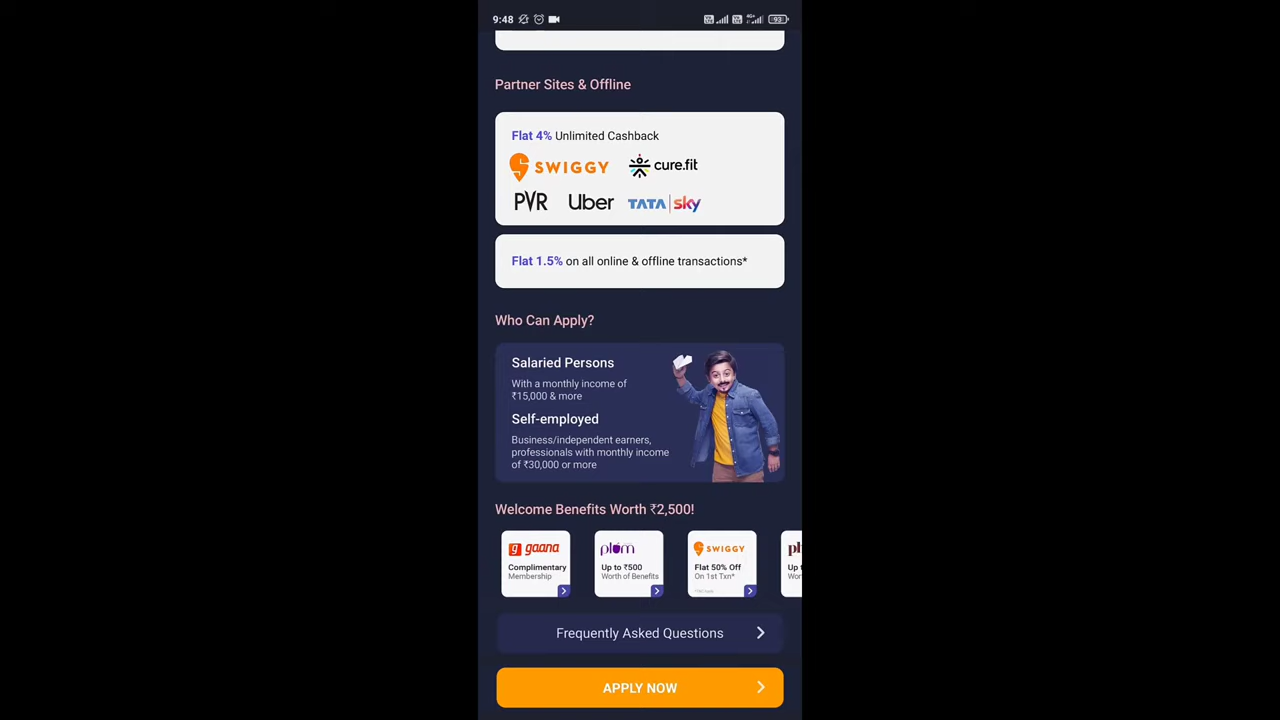 9:48
93
Partner Sites & Offline
Flat 4% Unlimited Cashback
SWIGGY cure.fit
PVR Uber TATA sky
Flat 1.5% on all online & offline transactions*
Who Can Apply?
Salaried Persons
With a monthly income of
₹15,000 & more
Self-employed
Business/independent earners,
professionals with monthly income
of ₹30,000 or more
Welcome Benefits Worth ₹2,500!
gaana
Complimentary
Membership
plum
Up to ₹500
Worth of Benefits
SWIGGY
Flat 50% Off
On 1st Txn*
Frequently Asked Questions
APPLY NOW